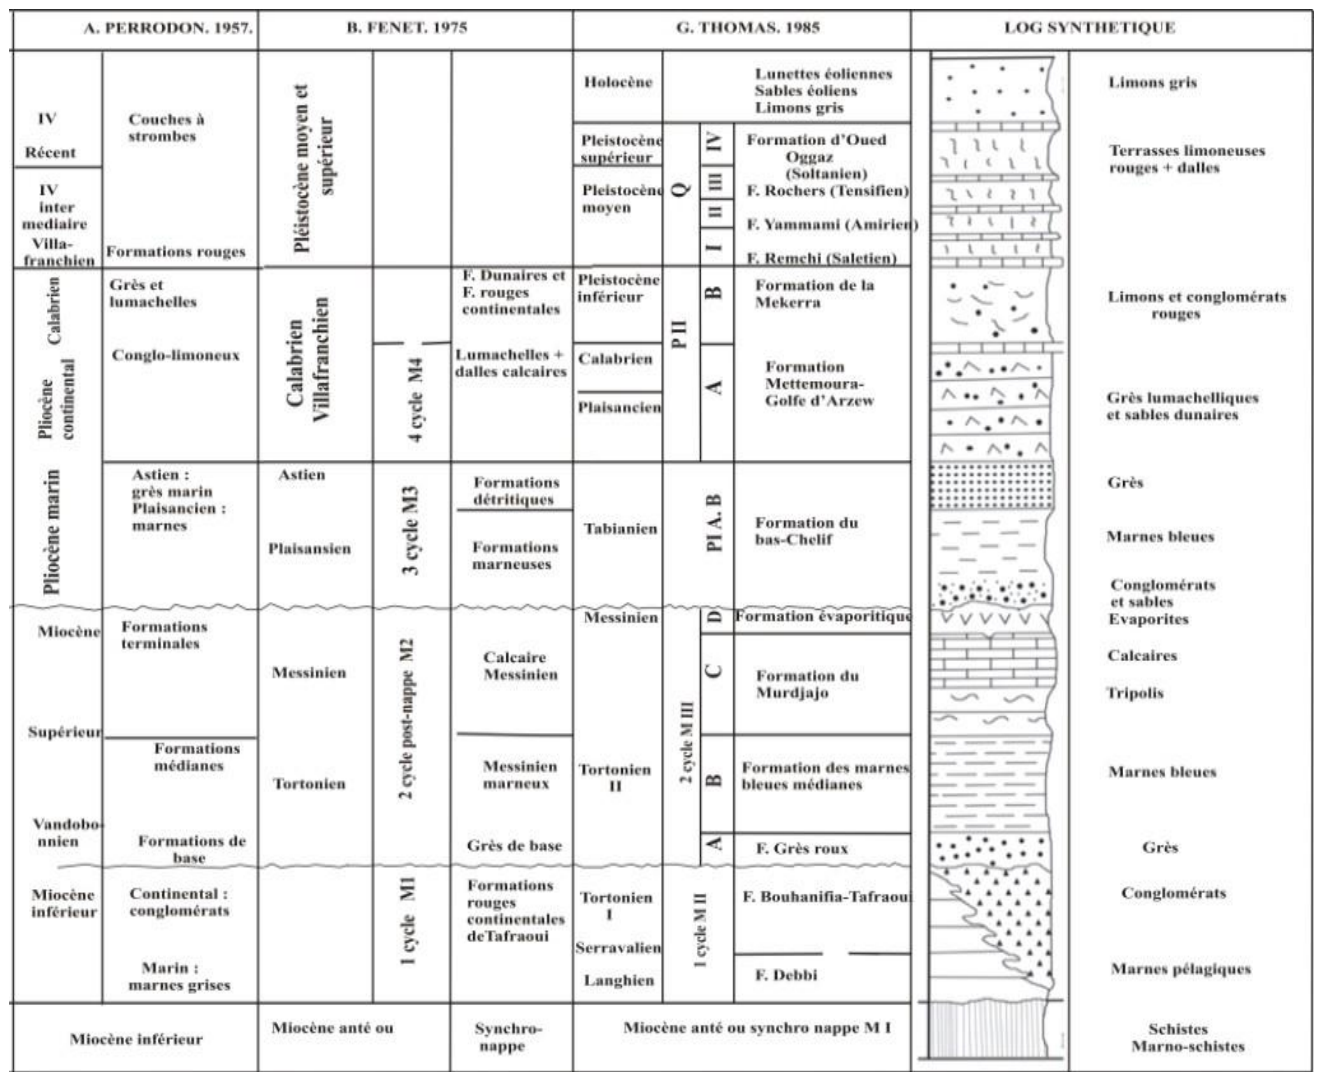 A. PERRODON. 1957.
B. FENET. 1975
G. THOMAS. 1985
LOG SYNTHETIQUE
IV
Récent
IV
inter
mediaire
Villa-
franchien
Calabrien
Pliocène
continental
Pliocène marin
Miocène
Supérieur
Vandobo-
nnien
Miocène
inférieur
Couches à
strombes
Formations rouges
Grès et
lumachelles
Conglo-limoneux
Astien :
grès marin
Plaisancien :
marnes
Formations
terminales
Formations
médianes
Formations de
base
Continental :
conglomérats
Marin :
marnes grises
Miocène inférieur
Pléistocène moyen et
supérieur
Calabrien
Villafranchien
Astien
Plaisansien
Messinien
Tortonien
4 cycle M4
3 cycle M3
2 cycle post-nappe M2
1 cycle M1
F. Dunaires et
F. rouges
continentales
Lumachelles +
dalles calcaires
Formations
détritiques
Formations
marneuses
Calcaire
Messinien
Messinien
marneux
Grès de base
Formations
rouges
continentales
deTafraoui
Miocène anté ou
Synchro-
nappe
Holocène
Pleistocène
supérieur
Pleistocène
moyen
Pleistocène
inférieur
Calabrien
Plaisancien
Tabianien
Messinien
Tortonien
II
Tortonien
I
Serravalien
Langhien
Q
P II
2 cycle M III
1 cycle M II
IV
III
II
I
B
A
PI A. B
D
C
B
A
Lunettes éoliennes
Sables éoliens
Limons gris
Formation d'Oued
Oggaz
(Soltanien)
F. Rochers (Tensifien)
F. Yammami (Amirien)
F. Remchi (Saletien)
Formation de la
Mekerra
Formation
Mettemoura-
Golfe d'Arzew
Formation du
bas-Chelif
Formation évaporitique
Formation du
Murdjajo
Formation des marnes
bleues médianes
F. Grès roux
F. Bouhanifia-Tafraoui
F. Debbi
Miocène anté ou synchro nappe M I
Limons gris
Terrasses limoneuses
rouges + dalles
Limons et conglomérats
rouges
Grès lumachelliques
et sables dunaires
Grès
Marnes bleues
Conglomérats
et sables
Evaporites
Calcaires
Tripolis
Marnes bleues
Grès
Conglomérats
Marnes pélagiques
Schistes
Marno-schistes